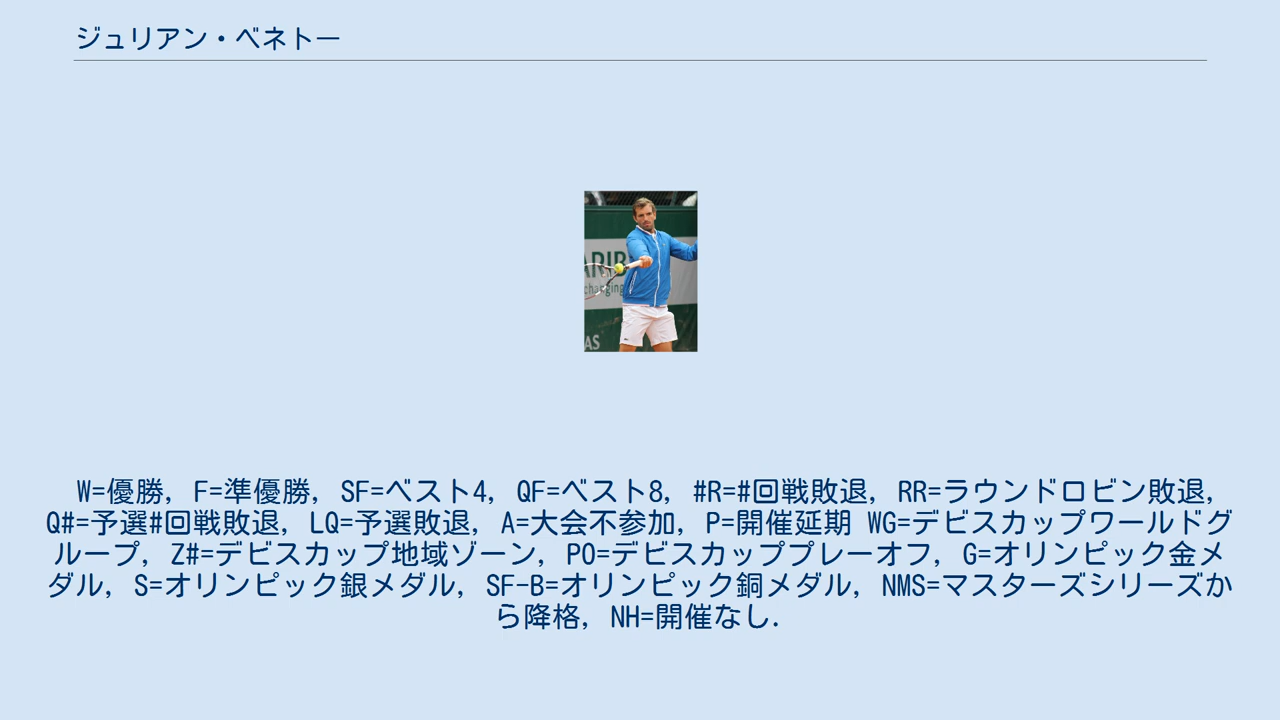 ジュリアン・ベネトー
ARIB
changing
AS
W=優勝, F=準優勝, SF=ベスト4, QF=ベスト8, #R=#回戦敗退, RR=ラウンドロビン敗退,
Q#=予選#回戦敗退, LQ=予選敗退, A=大会不参加, P=開催延期 WG=デビスカップワールドグ
ループ, Z#=デビスカップ地域ゾーン, PO=デビスカッププレーオフ, G=オリンピック金メ
ダル, S=オリンピック銀メダル, SF-B=オリンピック銅メダル, NMS=マスターズシリーズか
ら降格, NH=開催なし.